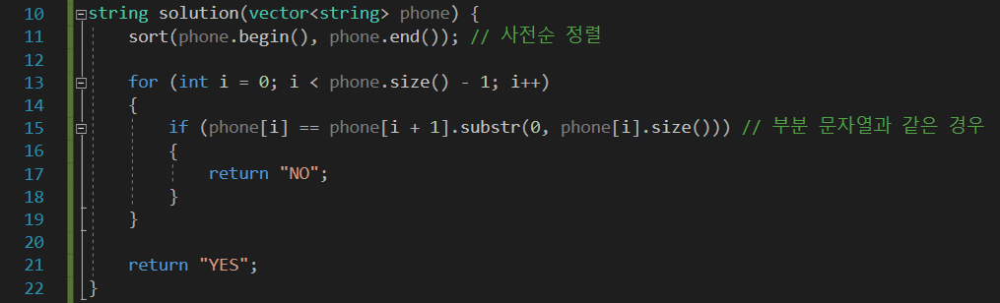 10 string solution(vector<string> phone) {
11     sort(phone.begin(), phone.end()); // 사전순 정렬
12
13     for (int i = 0; i < phone.size() - 1; i++)
14     {
15         if (phone[i] == phone[i + 1].substr(0, phone[i].size())) // 부분 문자열과 같은 경우
16         {
17             return "NO";
18         }
19     }
20
21     return "YES";
22 }